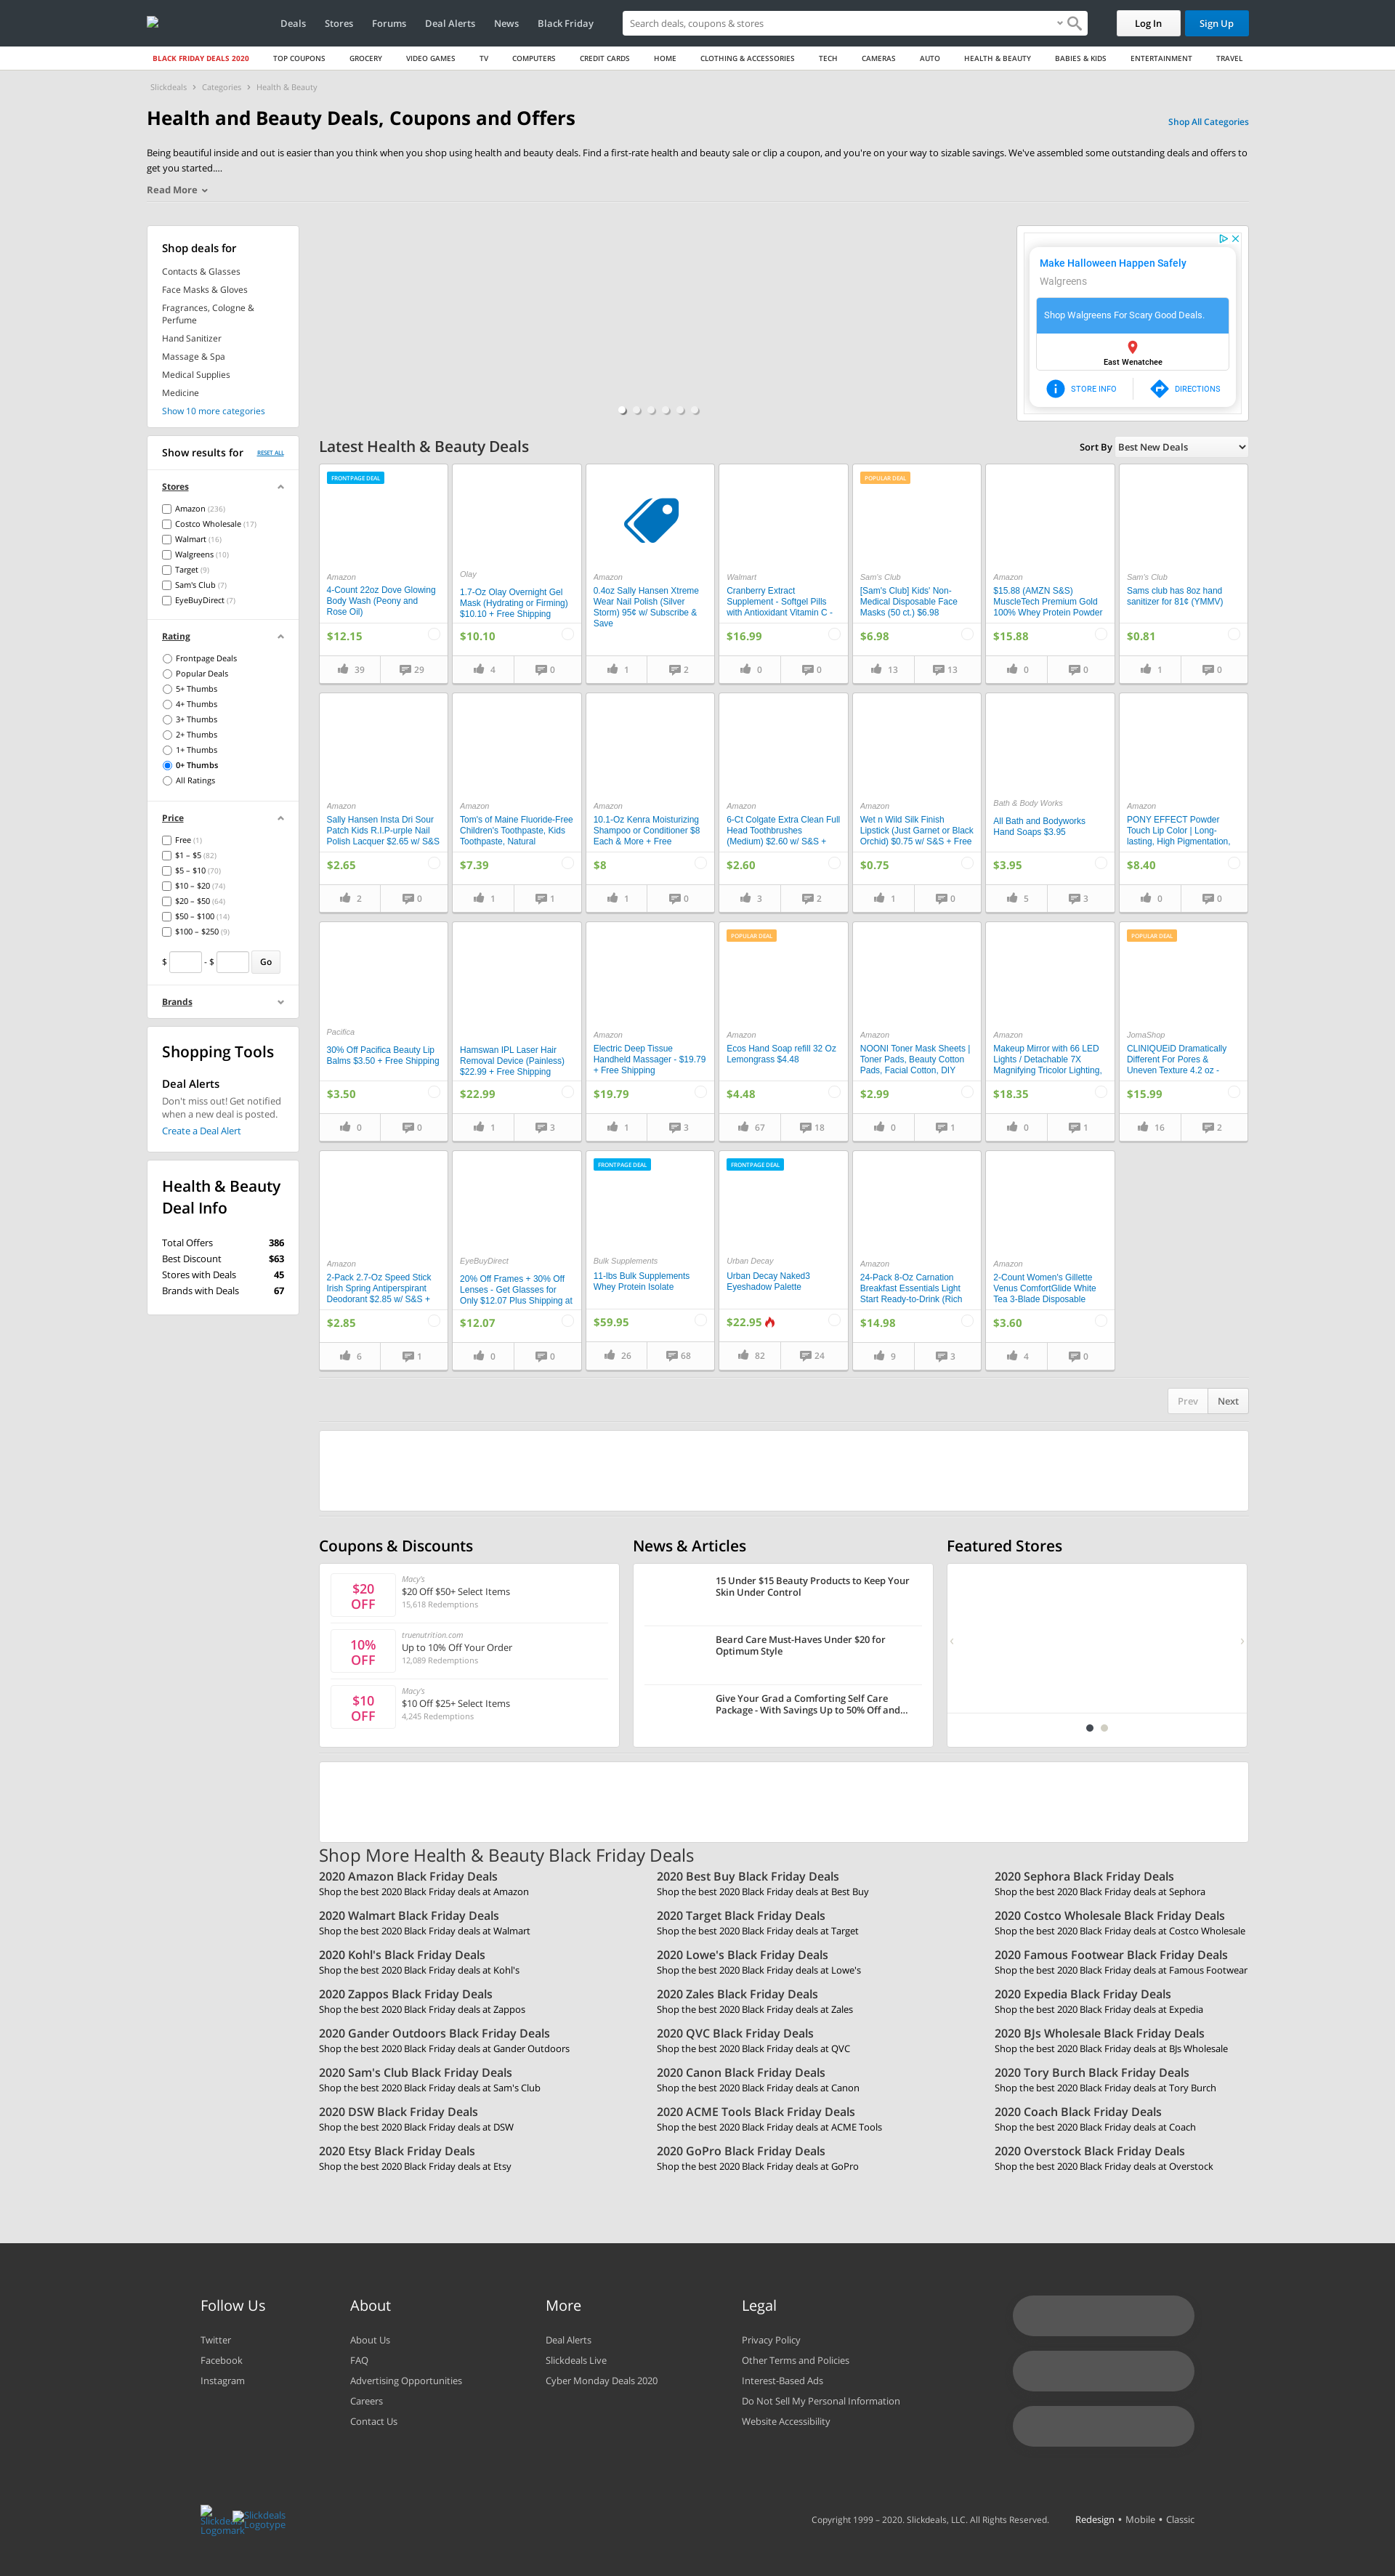 Deals Stores Forums Deal Alerts News Black Friday
Search deals, coupons & stores
Log In Sign Up
BLACK FRIDAY DEALS 2020 TOP COUPONS GROCERY VIDEO GAMES TV COMPUTERS CREDIT CARDS HOME CLOTHING & ACCESSORIES TECH CAMERAS AUTO HEALTH & BEAUTY BABIES & KIDS ENTERTAINMENT TRAVEL
Slickdeals › Categories › Health & Beauty
Health and Beauty Deals, Coupons and Offers
Shop All Categories
Being beautiful inside and out is easier than you think when you shop using health and beauty deals. Find a first-rate health and beauty sale or clip a coupon, and you're on your way to sizable savings. We've assembled some outstanding deals and offers to
get you started....
Read More
Shop deals for
Contacts & Glasses
Face Masks & Gloves
Fragrances, Cologne &
Perfume
Hand Sanitizer
Massage & Spa
Medical Supplies
Medicine
Show 10 more categories
Make Halloween Happen Safely
Walgreens
Shop Walgreens For Scary Good Deals.
East Wenatchee
STORE INFO
DIRECTIONS
Show results for
RESET ALL
Stores
Amazon (236)
Costco Wholesale (17)
Walmart (16)
Walgreens (10)
Target (9)
Sam's Club (7)
EyeBuyDirect (7)
Rating
Frontpage Deals
Popular Deals
5+ Thumbs
4+ Thumbs
3+ Thumbs
2+ Thumbs
1+ Thumbs
0+ Thumbs
All Ratings
Price
Free (1)
$1 – $5 (82)
$5 – $10 (70)
$10 – $20 (74)
$20 – $50 (64)
$50 – $100 (14)
$100 – $250 (9)
$ - $ Go
Brands
Shopping Tools
Deal Alerts
Don't miss out! Get notified
when a new deal is posted.
Create a Deal Alert
Health & Beauty
Deal Info
Total Offers 386
Best Discount $63
Stores with Deals 45
Brands with Deals 67
Latest Health & Beauty Deals
Sort By Best New Deals
FRONTPAGE DEAL
Amazon
4-Count 22oz Dove Glowing
Body Wash (Peony and
Rose Oil)
$12.15
39 29
Olay
1.7-Oz Olay Overnight Gel
Mask (Hydrating or Firming)
$10.10 + Free Shipping
$10.10
4 0
Amazon
0.4oz Sally Hansen Xtreme
Wear Nail Polish (Silver
Storm) 95¢ w/ Subscribe &
Save
1 2
Walmart
Cranberry Extract
Supplement - Softgel Pills
with Antioxidant Vitamin C -
$16.99
0 0
POPULAR DEAL
Sam's Club
[Sam's Club] Kids' Non-
Medical Disposable Face
Masks (50 ct.) $6.98
$6.98
13 13
Amazon
$15.88 (AMZN S&S)
MuscleTech Premium Gold
100% Whey Protein Powder
$15.88
0 0
Sam's Club
Sams club has 8oz hand
sanitizer for 81¢ (YMMV)
$0.81
1 0
Amazon
Sally Hansen Insta Dri Sour
Patch Kids R.I.P-urple Nail
Polish Lacquer $2.65 w/ S&S
$2.65
2 0
Amazon
Tom's of Maine Fluoride-Free
Children's Toothpaste, Kids
Toothpaste, Natural
$7.39
1 1
Amazon
10.1-Oz Kenra Moisturizing
Shampoo or Conditioner $8
Each & More + Free
$8
1 0
Amazon
6-Ct Colgate Extra Clean Full
Head Toothbrushes
(Medium) $2.60 w/ S&S +
$2.60
3 2
Amazon
Wet n Wild Silk Finish
Lipstick (Just Garnet or Black
Orchid) $0.75 w/ S&S + Free
$0.75
1 0
Bath & Body Works
All Bath and Bodyworks
Hand Soaps $3.95
$3.95
5 3
Amazon
PONY EFFECT Powder
Touch Lip Color | Long-
lasting, High Pigmentation,
$8.40
0 0
Pacifica
30% Off Pacifica Beauty Lip
Balms $3.50 + Free Shipping
$3.50
0 0
Hamswan IPL Laser Hair
Removal Device (Painless)
$22.99 + Free Shipping
$22.99
1 3
Amazon
Electric Deep Tissue
Handheld Massager - $19.79
+ Free Shipping
$19.79
1 3
POPULAR DEAL
Amazon
Ecos Hand Soap refill 32 Oz
Lemongrass $4.48
$4.48
67 18
Amazon
NOONI Toner Mask Sheets |
Toner Pads, Beauty Cotton
Pads, Facial Cotton, DIY
$2.99
0 1
Amazon
Makeup Mirror with 66 LED
Lights / Detachable 7X
Magnifying Tricolor Lighting,
$18.35
0 1
POPULAR DEAL
JomaShop
CLINIQUEiD Dramatically
Different For Pores &
Uneven Texture 4.2 oz -
$15.99
16 2
Amazon
2-Pack 2.7-Oz Speed Stick
Irish Spring Antiperspirant
Deodorant $2.85 w/ S&S +
$2.85
6 1
EyeBuyDirect
20% Off Frames + 30% Off
Lenses - Get Glasses for
Only $12.07 Plus Shipping at
$12.07
0 0
FRONTPAGE DEAL
Bulk Supplements
11-lbs Bulk Supplements
Whey Protein Isolate
$59.95
26 68
FRONTPAGE DEAL
Urban Decay
Urban Decay Naked3
Eyeshadow Palette
$22.95
82 24
Amazon
24-Pack 8-Oz Carnation
Breakfast Essentials Light
Start Ready-to-Drink (Rich
$14.98
9 3
Amazon
2-Count Women's Gillette
Venus ComfortGlide White
Tea 3-Blade Disposable
$3.60
4 0
Prev Next
Coupons & Discounts
$20
OFF
Macy's
$20 Off $50+ Select Items
15,618 Redemptions
10%
OFF
truenutrition.com
Up to 10% Off Your Order
12,089 Redemptions
$10
OFF
Macy's
$10 Off $25+ Select Items
4,245 Redemptions
News & Articles
15 Under $15 Beauty Products to Keep Your
Skin Under Control
Beard Care Must-Haves Under $20 for
Optimum Style
Give Your Grad a Comforting Self Care
Package - With Savings Up to 50% Off and...
Featured Stores
Shop More Health & Beauty Black Friday Deals
2020 Amazon Black Friday Deals
Shop the best 2020 Black Friday deals at Amazon
2020 Best Buy Black Friday Deals
Shop the best 2020 Black Friday deals at Best Buy
2020 Sephora Black Friday Deals
Shop the best 2020 Black Friday deals at Sephora
2020 Walmart Black Friday Deals
Shop the best 2020 Black Friday deals at Walmart
2020 Target Black Friday Deals
Shop the best 2020 Black Friday deals at Target
2020 Costco Wholesale Black Friday Deals
Shop the best 2020 Black Friday deals at Costco Wholesale
2020 Kohl's Black Friday Deals
Shop the best 2020 Black Friday deals at Kohl's
2020 Lowe's Black Friday Deals
Shop the best 2020 Black Friday deals at Lowe's
2020 Famous Footwear Black Friday Deals
Shop the best 2020 Black Friday deals at Famous Footwear
2020 Zappos Black Friday Deals
Shop the best 2020 Black Friday deals at Zappos
2020 Zales Black Friday Deals
Shop the best 2020 Black Friday deals at Zales
2020 Expedia Black Friday Deals
Shop the best 2020 Black Friday deals at Expedia
2020 Gander Outdoors Black Friday Deals
Shop the best 2020 Black Friday deals at Gander Outdoors
2020 QVC Black Friday Deals
Shop the best 2020 Black Friday deals at QVC
2020 BJs Wholesale Black Friday Deals
Shop the best 2020 Black Friday deals at BJs Wholesale
2020 Sam's Club Black Friday Deals
Shop the best 2020 Black Friday deals at Sam's Club
2020 Canon Black Friday Deals
Shop the best 2020 Black Friday deals at Canon
2020 Tory Burch Black Friday Deals
Shop the best 2020 Black Friday deals at Tory Burch
2020 DSW Black Friday Deals
Shop the best 2020 Black Friday deals at DSW
2020 ACME Tools Black Friday Deals
Shop the best 2020 Black Friday deals at ACME Tools
2020 Coach Black Friday Deals
Shop the best 2020 Black Friday deals at Coach
2020 Etsy Black Friday Deals
Shop the best 2020 Black Friday deals at Etsy
2020 GoPro Black Friday Deals
Shop the best 2020 Black Friday deals at GoPro
2020 Overstock Black Friday Deals
Shop the best 2020 Black Friday deals at Overstock
Follow Us
Twitter
Facebook
Instagram
About
About Us
FAQ
Advertising Opportunities
Careers
Contact Us
More
Deal Alerts
Slickdeals Live
Cyber Monday Deals 2020
Legal
Privacy Policy
Other Terms and Policies
Interest-Based Ads
Do Not Sell My Personal Information
Website Accessibility
Slickdeals
Logomark
Slickdeals
Logotype
Copyright 1999 – 2020. Slickdeals, LLC. All Rights Reserved.
Redesign • Mobile • Classic